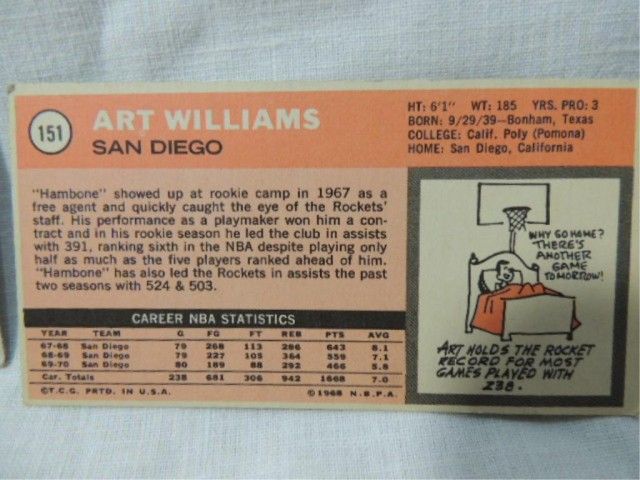 151
ART WILLIAMS
SAN DIEGO
HT: 6'1" WT: 185 YRS. PRO: 3
BORN: 9/29/39—Bonham, Texas
COLLEGE: Calif. Poly (Pomona)
HOME: San Diego, California
"Hambone" showed up at rookie camp in 1967 as a
free agent and quickly caught the eye of the Rockets'
staff. His performance as a playmaker won him a con-
tract and in his rookie season he led the club in assists
with 391, ranking sixth in the NBA despite playing only
half as much as the five players ranked ahead of him.
"Hambone" has also led the Rockets in assists the past
two seasons with 524 & 503.
CAREER NBA STATISTICS
YEAR TEAM G FG FT REB PTS AVG
67-68 San Diego 79 268 113 286 643 8.1
68-69 San Diego 79 227 105 364 559 7.1
69-70 San Diego 80 189 88 292 466 5.8
Car. Totals 238 681 306 942 1668 7.0
©T.C.G. PRTD. IN U.S.A. ©1968 N.B.P.A.
WHY GO HOME?
THERE'S
ANOTHER
GAME
TOMORROW!
ART HOLDS THE ROCKET
RECORD FOR MOST
GAMES PLAYED WITH
238.